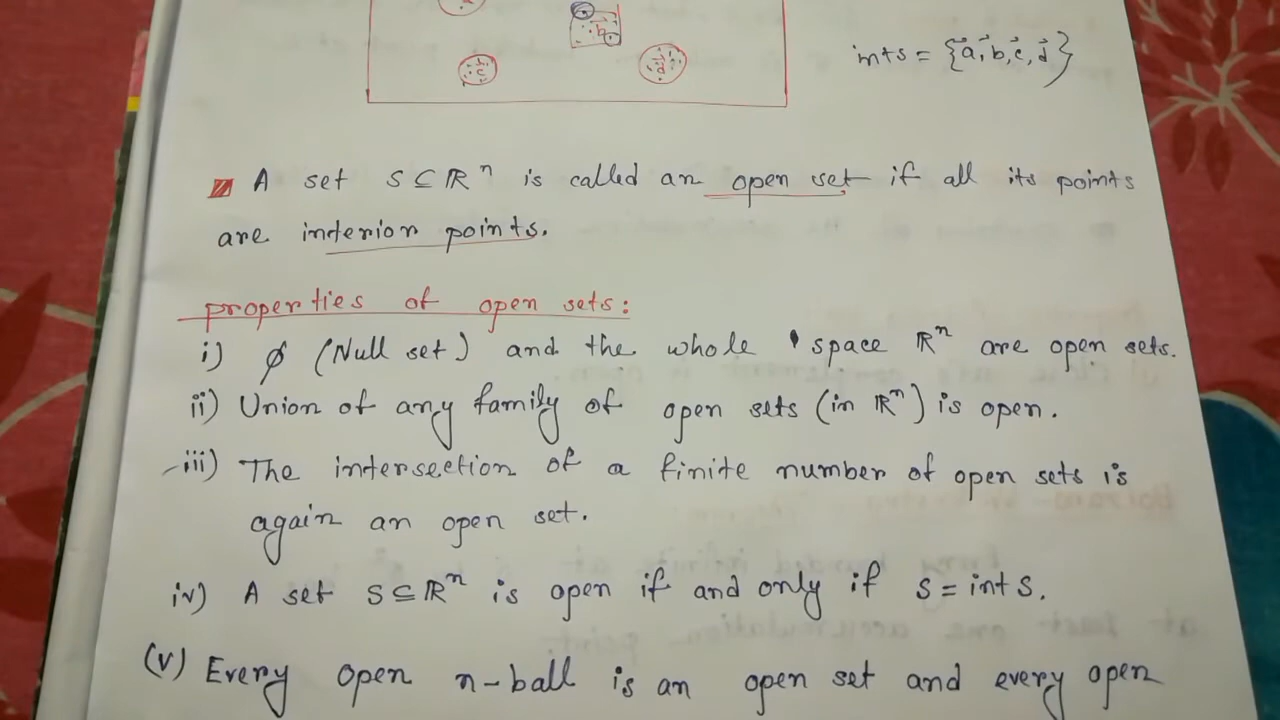 b
c
d
int s = {a⃗, b⃗, c⃗, d⃗}
A set S ⊆ ℝⁿ is called an open set if all its points
are interior points.
properties of open sets:
i) ϕ (Null set) and the whole space ℝⁿ are open sets.
ii) Union of any family of open sets (in ℝⁿ) is open.
iii) The intersection of a finite number of open sets is
again an open set.
iv) A set S ⊆ ℝⁿ is open if and only if S = int S.
(v) Every open n-ball is an open set and every open